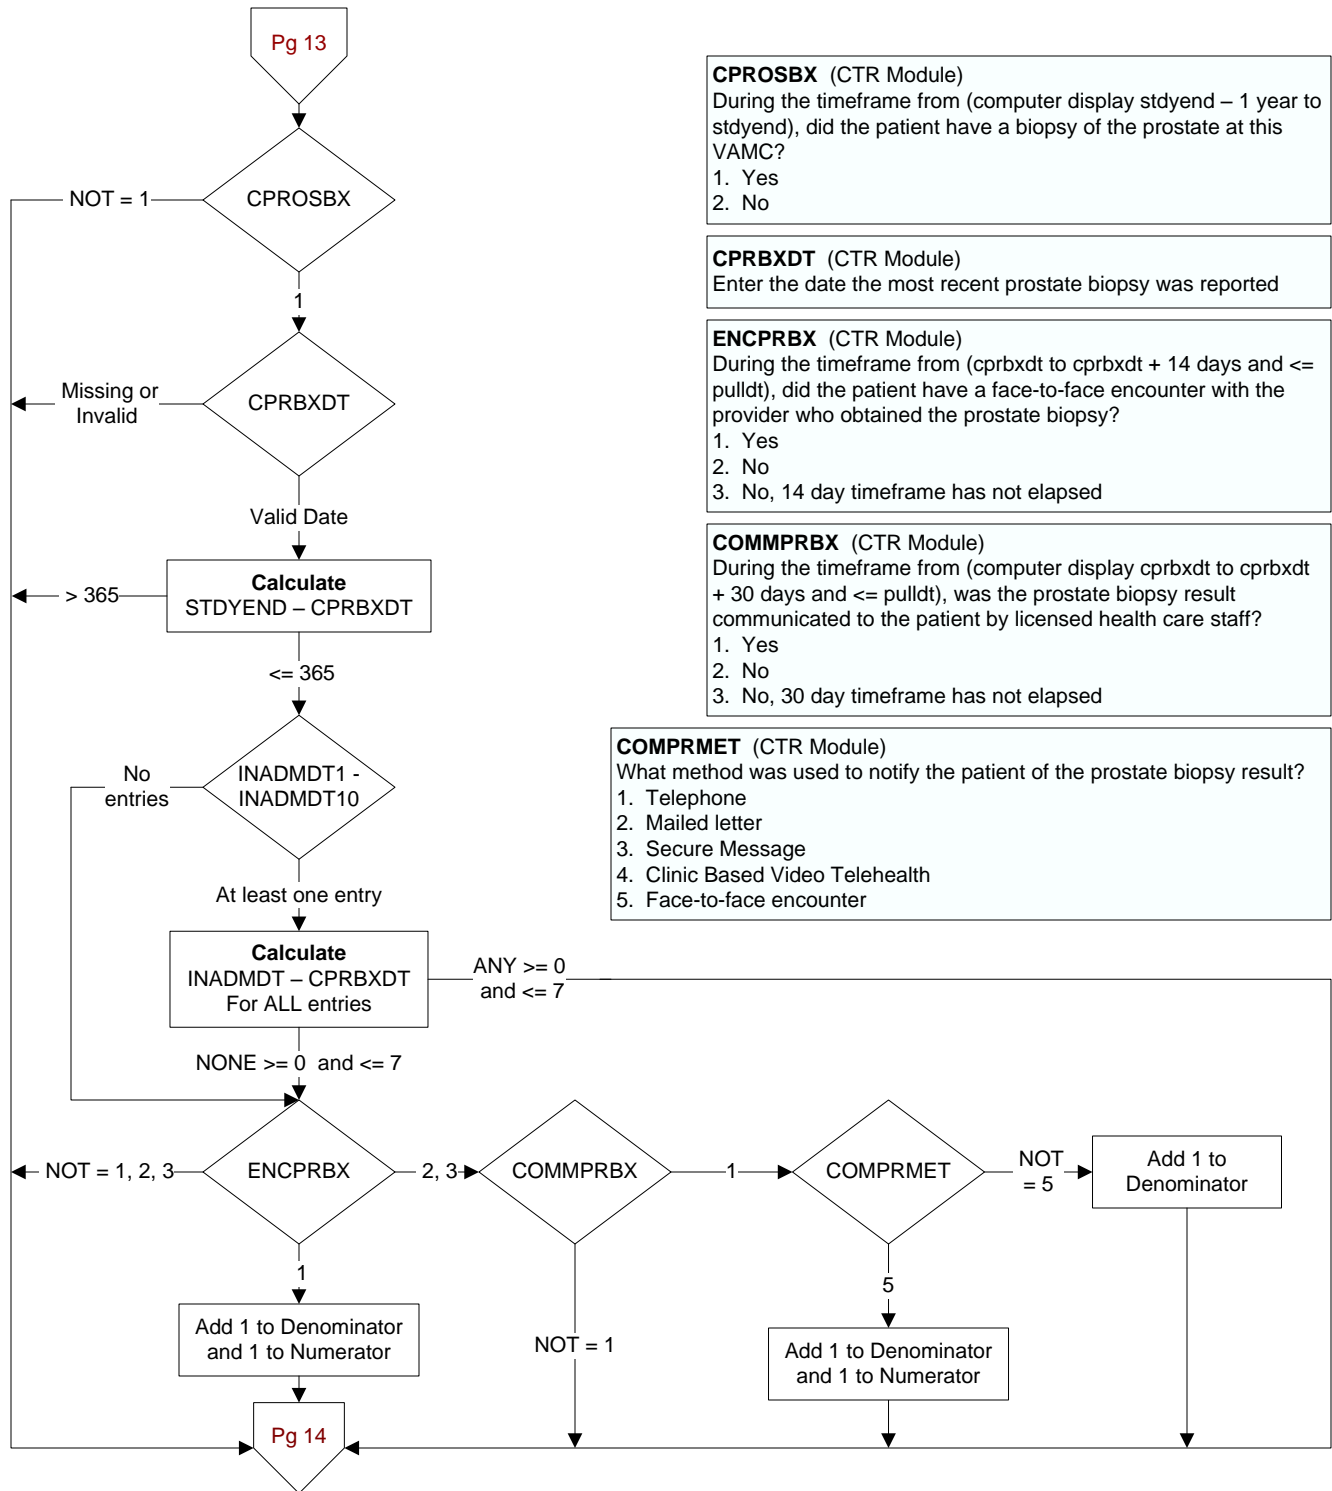 Pg 13
CPROSBX (CTR Module)
During the timeframe from (computer display stdyend – 1 year to
stdyend), did the patient have a biopsy of the prostate at this
VAMC?
1. Yes
2. No
CPRBXDT (CTR Module)
Enter the date the most recent prostate biopsy was reported
ENCPRBX (CTR Module)
During the timeframe from (cprbxdt to cprbxdt + 14 days and <=
pulldt), did the patient have a face-to-face encounter with the
provider who obtained the prostate biopsy?
1. Yes
2. No
3. No, 14 day timeframe has not elapsed
COMMPRBX (CTR Module)
During the timeframe from (computer display cprbxdt to cprbxdt
+ 30 days and <= pulldt), was the prostate biopsy result
communicated to the patient by licensed health care staff?
1. Yes
2. No
3. No, 30 day timeframe has not elapsed
COMPRMET (CTR Module)
What method was used to notify the patient of the prostate biopsy result?
1. Telephone
2. Mailed letter
3. Secure Message
4. Clinic Based Video Telehealth
5. Face-to-face encounter
NOT = 1
CPROSBX
1
Missing or
Invalid
CPRBXDT
Valid Date
> 365
Calculate
STDYEND – CPRBXDT
<= 365
No
entries
INADMDT1 -
INADMDT10
At least one entry
Calculate
INADMDT – CPRBXDT
For ALL entries
ANY >= 0
and <= 7
NONE >= 0 and <= 7
NOT = 1, 2, 3
ENCPRBX
2, 3
COMMPRBX
1
COMPRMET
NOT
= 5
Add 1 to
Denominator
1
5
Add 1 to Denominator
and 1 to Numerator
NOT = 1
Add 1 to Denominator
and 1 to Numerator
Pg 14